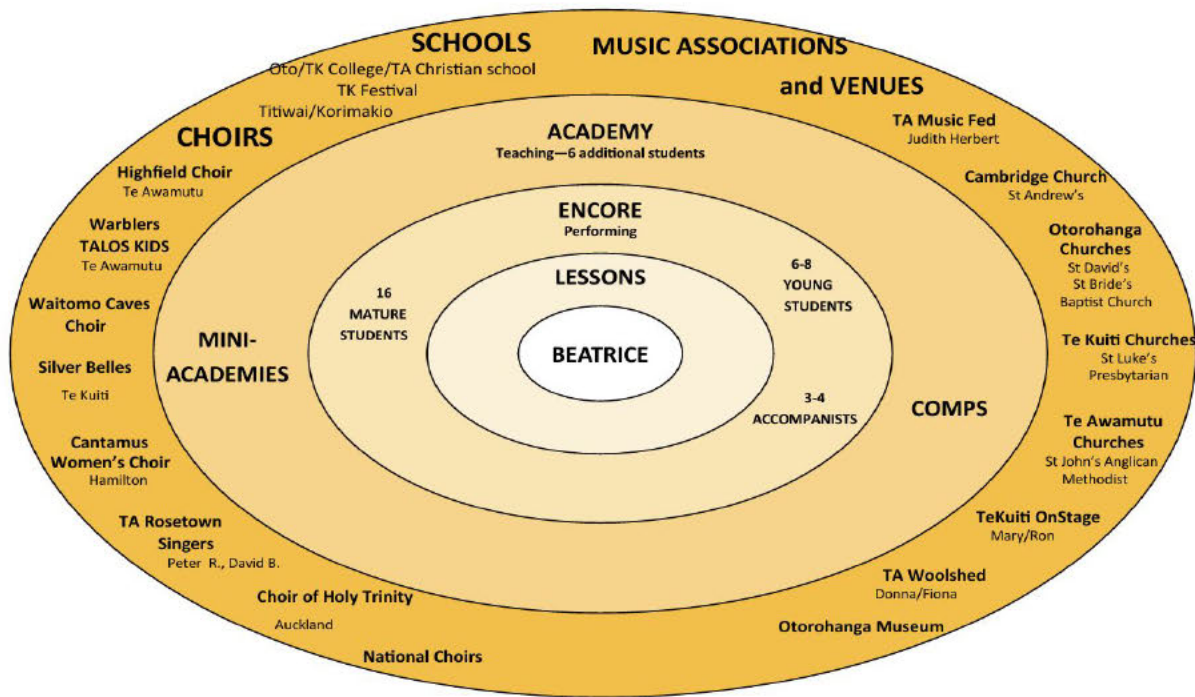 SCHOOLS
Oto/TK College/TA Christian school
TK Festival
Titiwai/Korimakio
MUSIC ASSOCIATIONS
and VENUES
CHOIRS
Highfield Choir
Te Awamutu
Warblers
TALOS KIDS
Te Awamutu
Waitomo Caves
Choir
Silver Belles
Te Kuiti
Cantamus
Women's Choir
Hamilton
TA Rosetown
Singers
Peter R., David B.
Choir of Holy Trinity
Auckland
National Choirs
TA Music Fed
Judith Herbert
Cambridge Church
St Andrew's
Otorohanga
Churches
St David's
St Bride's
Baptist Church
Te Kuiti Churches
St Luke's
Presbytarian
Te Awamutu
Churches
St John's Anglican
Methodist
TeKuiti OnStage
Mary/Ron
TA Woolshed
Donna/Fiona
Otorohanga Museum
ACADEMY
Teaching—6 additional students
MINI-
ACADEMIES
COMPS
ENCORE
Performing
16
MATURE
STUDENTS
6-8
YOUNG
STUDENTS
3-4
ACCOMPANISTS
LESSONS
BEATRICE